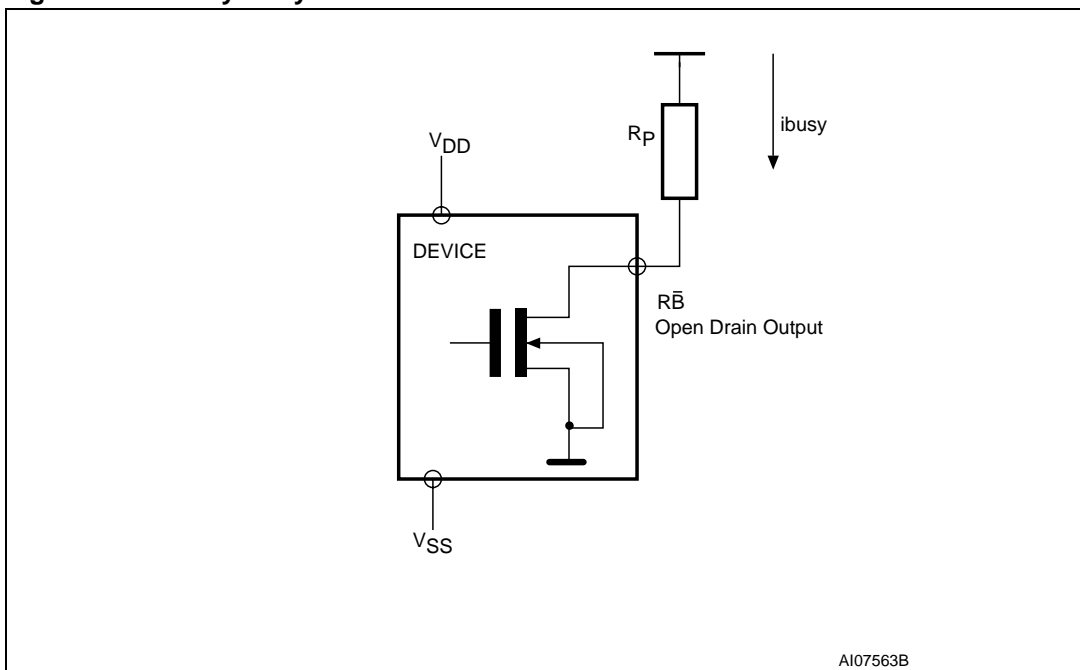 RP
ibusy
VDD
DEVICE
RB̅
Open Drain Output
VSS
AI07563B